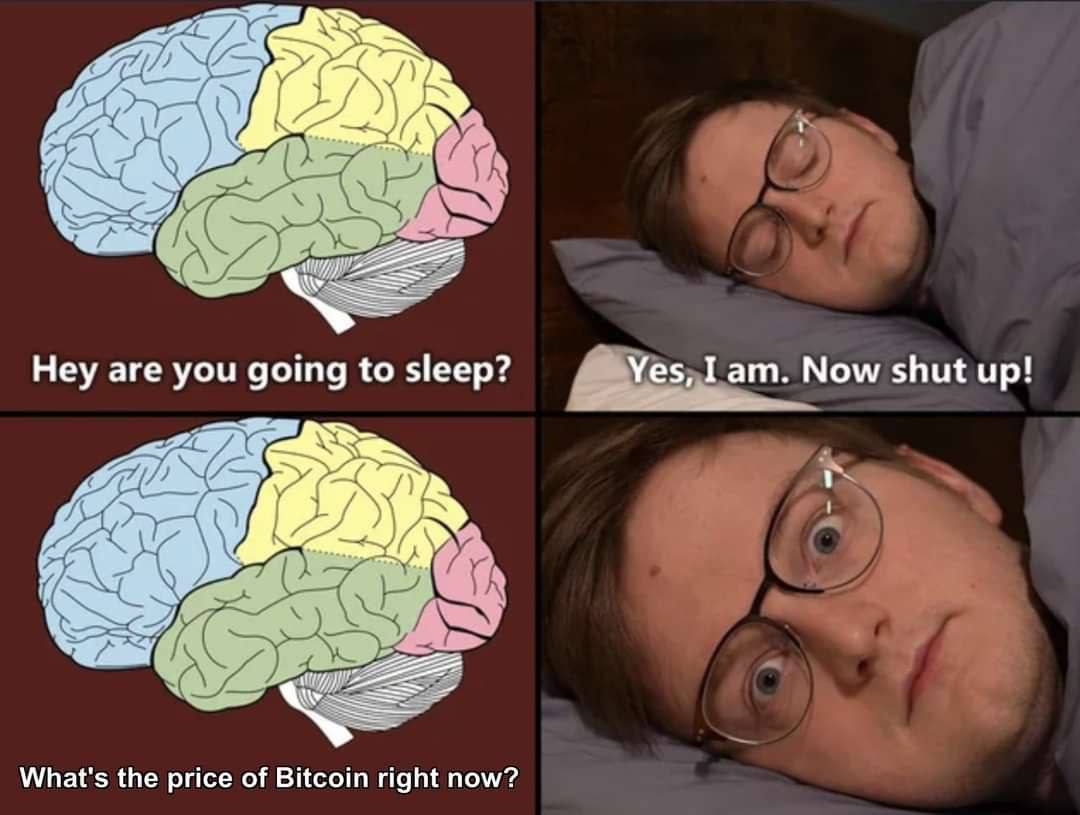 Hey are you going to sleep?
Yes, I am. Now shut up!
What's the price of Bitcoin right now?